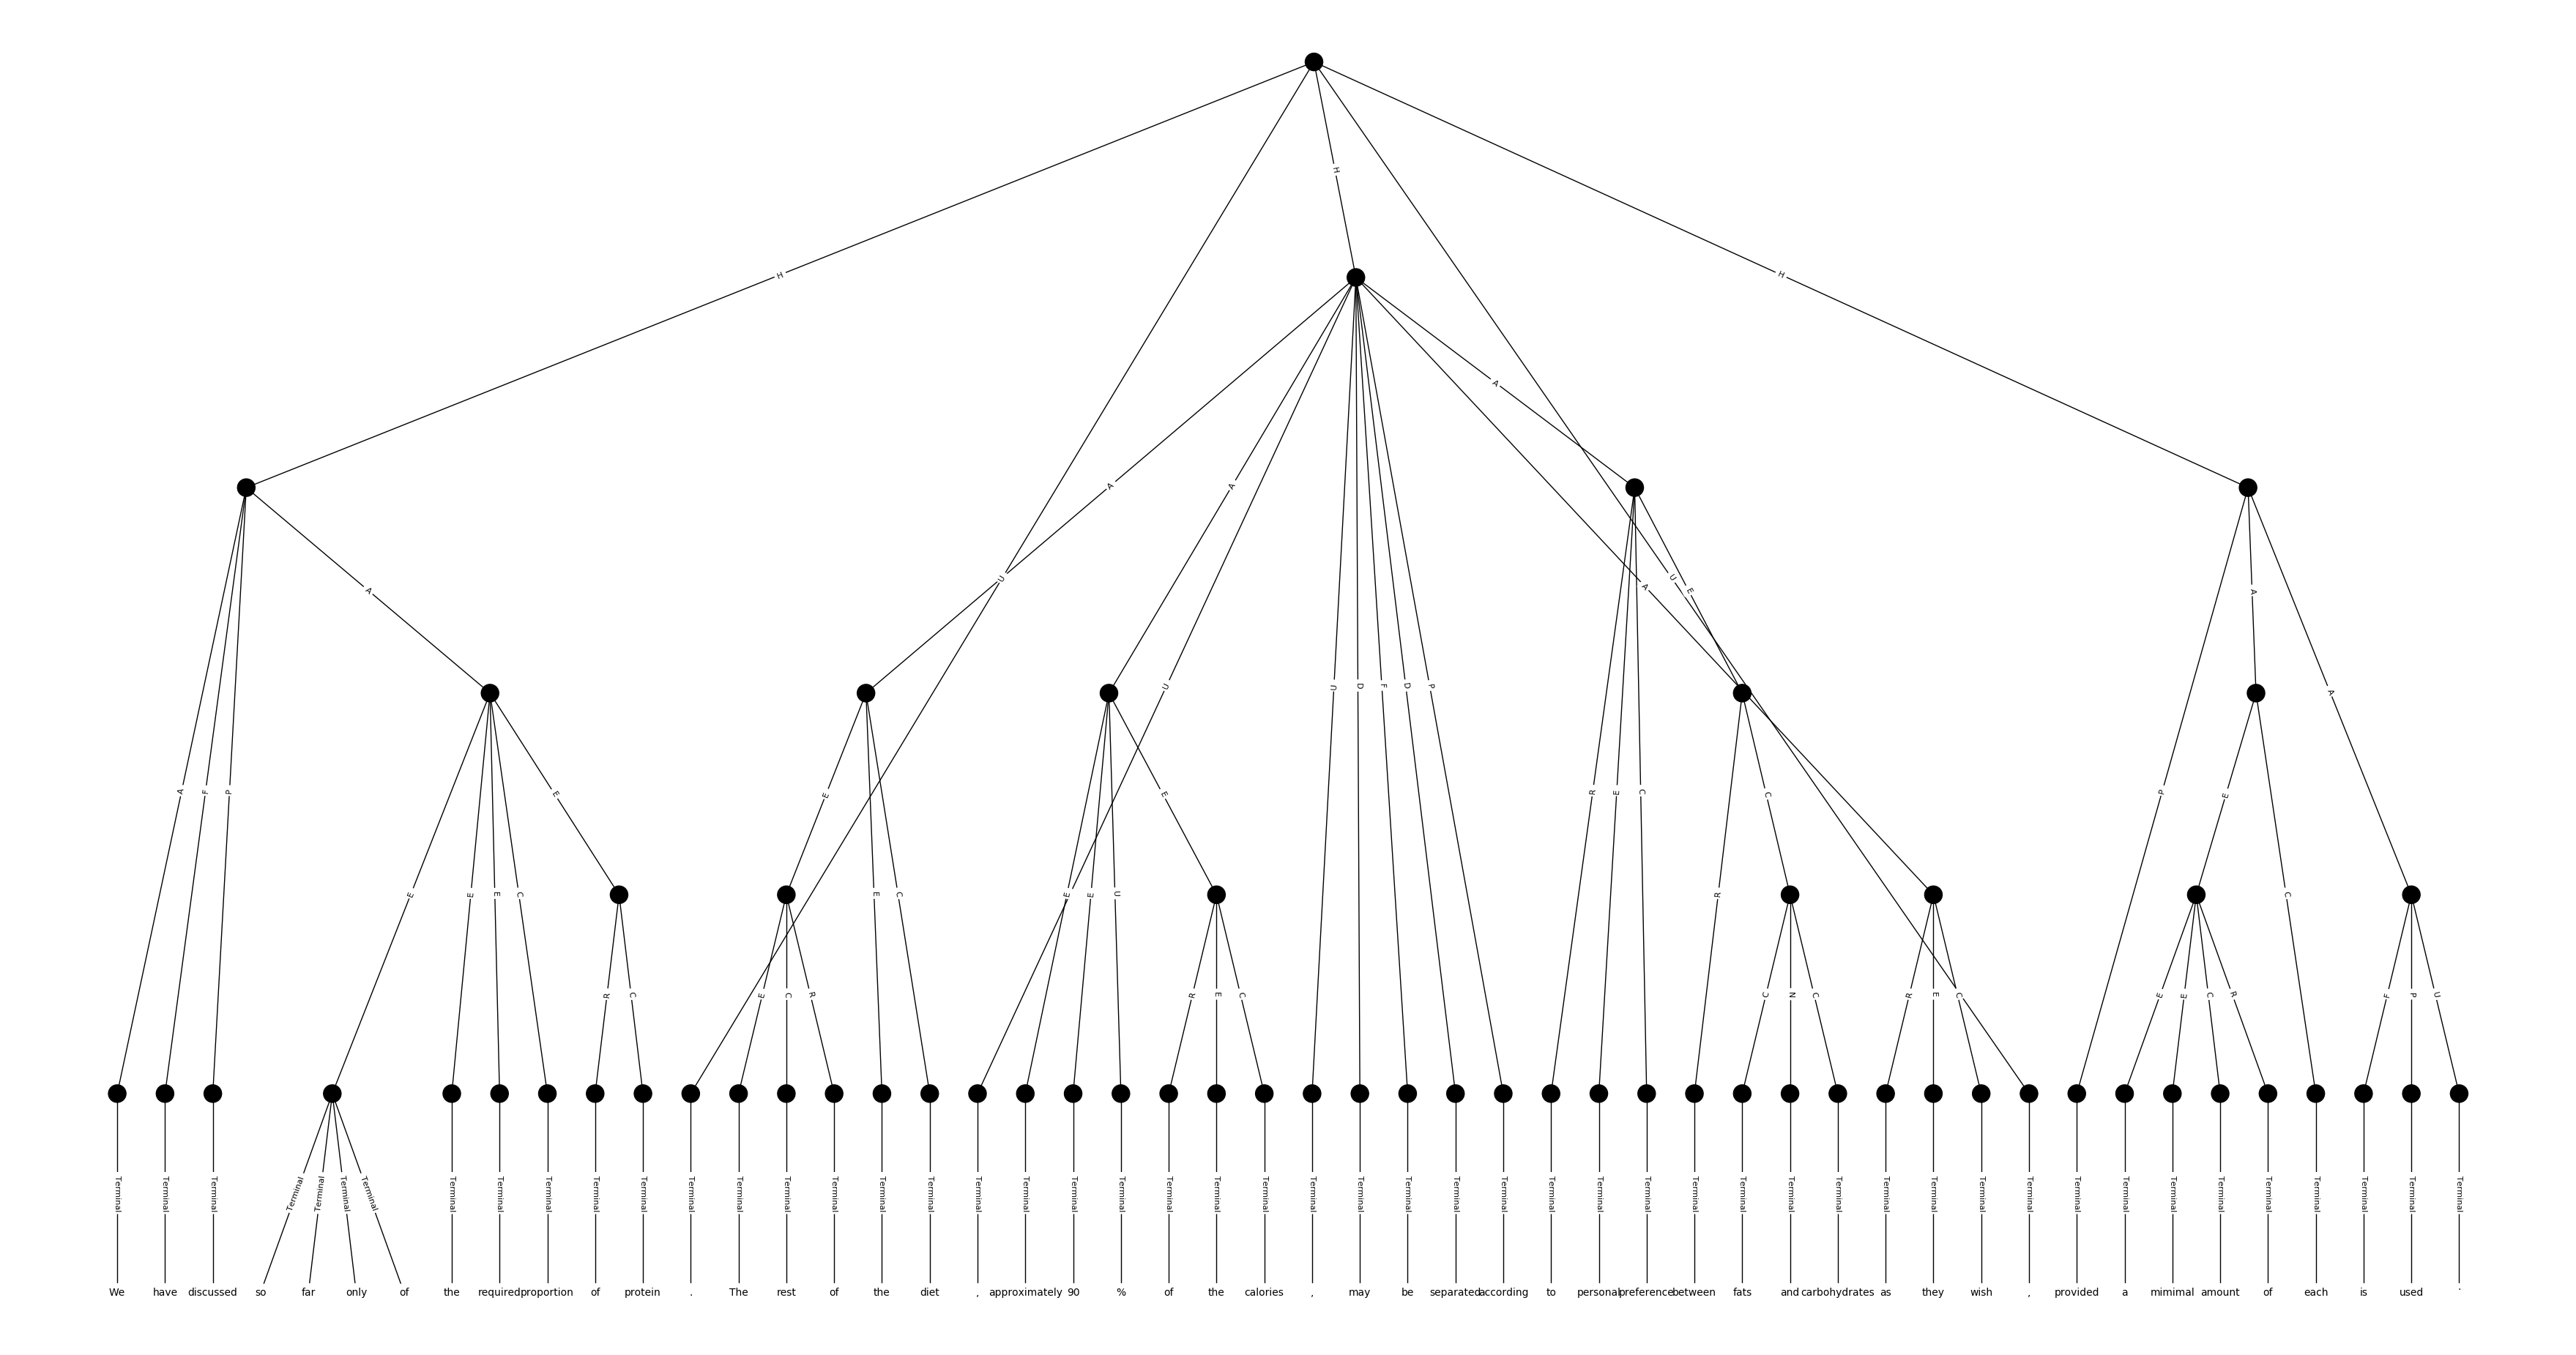 H
H
H
A
A
A
A
U
A
U
E
A
A
U
U
D
F
D
P
A
A
F
P
E
E
R
E
C
C
P
E
E
E
E
C
E
C
E
E
U
R
C
R
C
E
C
R
R
E
C
C
N
C
R
E
C
E
E
C
R
F
P
U
Terminal Terminal Terminal Terminal Terminal Terminal Terminal Terminal Terminal Terminal Terminal Terminal Terminal Terminal Terminal Terminal Terminal Terminal Terminal Terminal Terminal Terminal Terminal Terminal Terminal Terminal Terminal Terminal Terminal Terminal Terminal Terminal Terminal Terminal Terminal Terminal Terminal Terminal Terminal Terminal Terminal Terminal Terminal Terminal Terminal Terminal Terminal Terminal Terminal Terminal
We have discussed so far only of the required proportion of protein . The rest of the diet , approximately 90 % of the calories , may be separated according to personal preference between fats and carbohydrates as they wish , provided a mimimal amount of each is used .